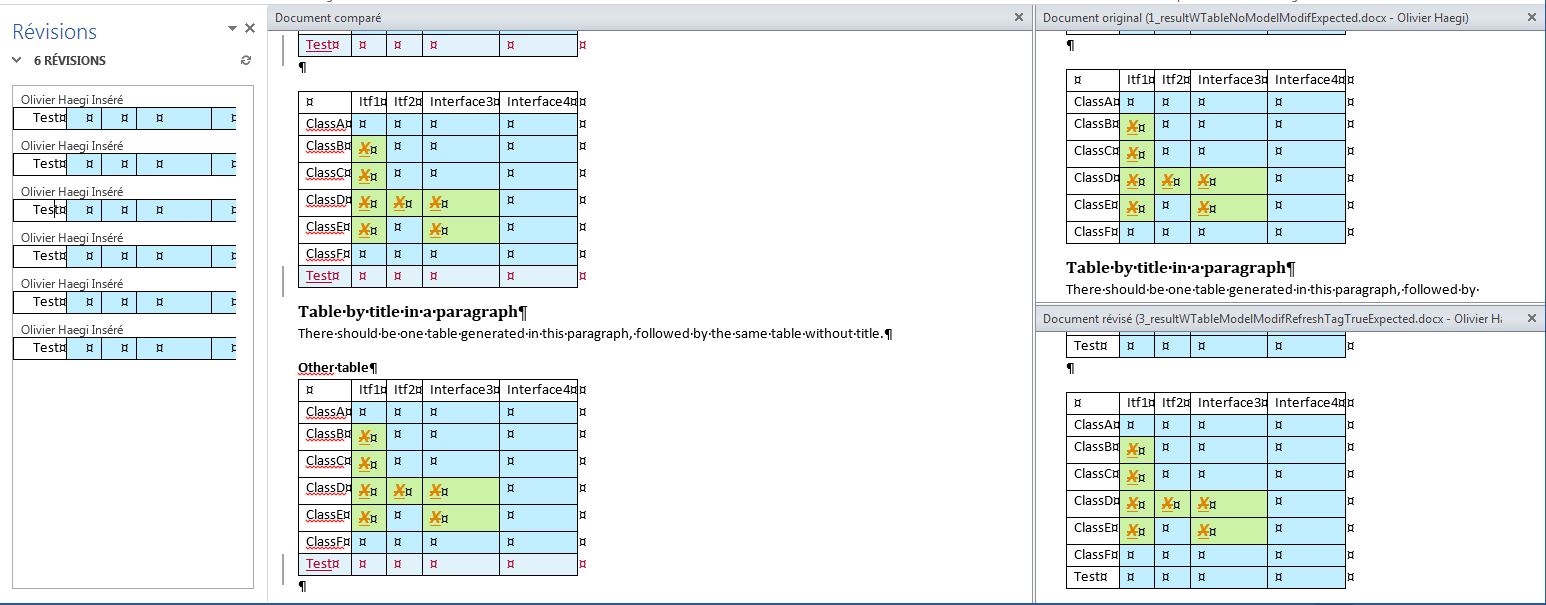 Révisions
6 RÉVISIONS
Olivier Haegi Inséré
Test¤ ¤ ¤ ¤ ¤
Olivier Haegi Inséré
Test¤ ¤ ¤ ¤ ¤
Olivier Haegi Inséré
Test¤ ¤ ¤ ¤ ¤
Olivier Haegi Inséré
Test¤ ¤ ¤ ¤ ¤
Olivier Haegi Inséré
Test¤ ¤ ¤ ¤ ¤
Olivier Haegi Inséré
Test¤ ¤ ¤ ¤ ¤
Document comparé
Test¤ ¤ ¤ ¤ ¤ ¤
¶
¤ Itf1¤ Itf2¤ Interface3¤ Interface4¤¤
ClassA¤ ¤ ¤ ¤ ¤ ¤
ClassB¤ X¤ ¤ ¤ ¤ ¤
ClassC¤ X¤ ¤ ¤ ¤ ¤
ClassD¤ X¤ X¤ X¤ ¤ ¤
ClassE¤ X¤ ¤ X¤ ¤ ¤
ClassF¤ ¤ ¤ ¤ ¤ ¤
Test¤ ¤ ¤ ¤ ¤ ¤
Table·by·title·in·a·paragraph¶
There·should·be·one·table·generated·in·this·paragraph,·followed·by·the·same·table·without·title.¶
Other·table¶
¤ Itf1¤ Itf2¤ Interface3¤ Interface4¤¤
ClassA¤ ¤ ¤ ¤ ¤ ¤
ClassB¤ X¤ ¤ ¤ ¤ ¤
ClassC¤ X¤ ¤ ¤ ¤ ¤
ClassD¤ X¤ X¤ X¤ ¤ ¤
ClassE¤ X¤ ¤ X¤ ¤ ¤
ClassF¤ ¤ ¤ ¤ ¤ ¤
Test¤ ¤ ¤ ¤ ¤ ¤
¶
Document original (1_resultWTableNoModelModifExpected.docx - Olivier Haegi)
¶
¤ Itf1¤ Itf2¤ Interface3¤ Interface4¤¤
ClassA¤ ¤ ¤ ¤ ¤ ¤
ClassB¤ X¤ ¤ ¤ ¤ ¤
ClassC¤ X¤ ¤ ¤ ¤ ¤
ClassD¤ X¤ X¤ X¤ ¤ ¤
ClassE¤ X¤ ¤ X¤ ¤ ¤
ClassF¤ ¤ ¤ ¤ ¤ ¤
Table·by·title·in·a·paragraph¶
There·should·be·one·table·generated·in·this·paragraph,·followed·by·
Document révisé (3_resultWTableModelModifRefreshTagTrueExpected.docx - Olivier Ha
Test¤ ¤ ¤ ¤ ¤ ¤
¶
¤ Itf1¤ Itf2¤ Interface3¤ Interface4¤¤
ClassA¤ ¤ ¤ ¤ ¤ ¤
ClassB¤ X¤ ¤ ¤ ¤ ¤
ClassC¤ X¤ ¤ ¤ ¤ ¤
ClassD¤ X¤ X¤ X¤ ¤ ¤
ClassE¤ X¤ ¤ X¤ ¤ ¤
ClassF¤ ¤ ¤ ¤ ¤ ¤
Test¤ ¤ ¤ ¤ ¤ ¤